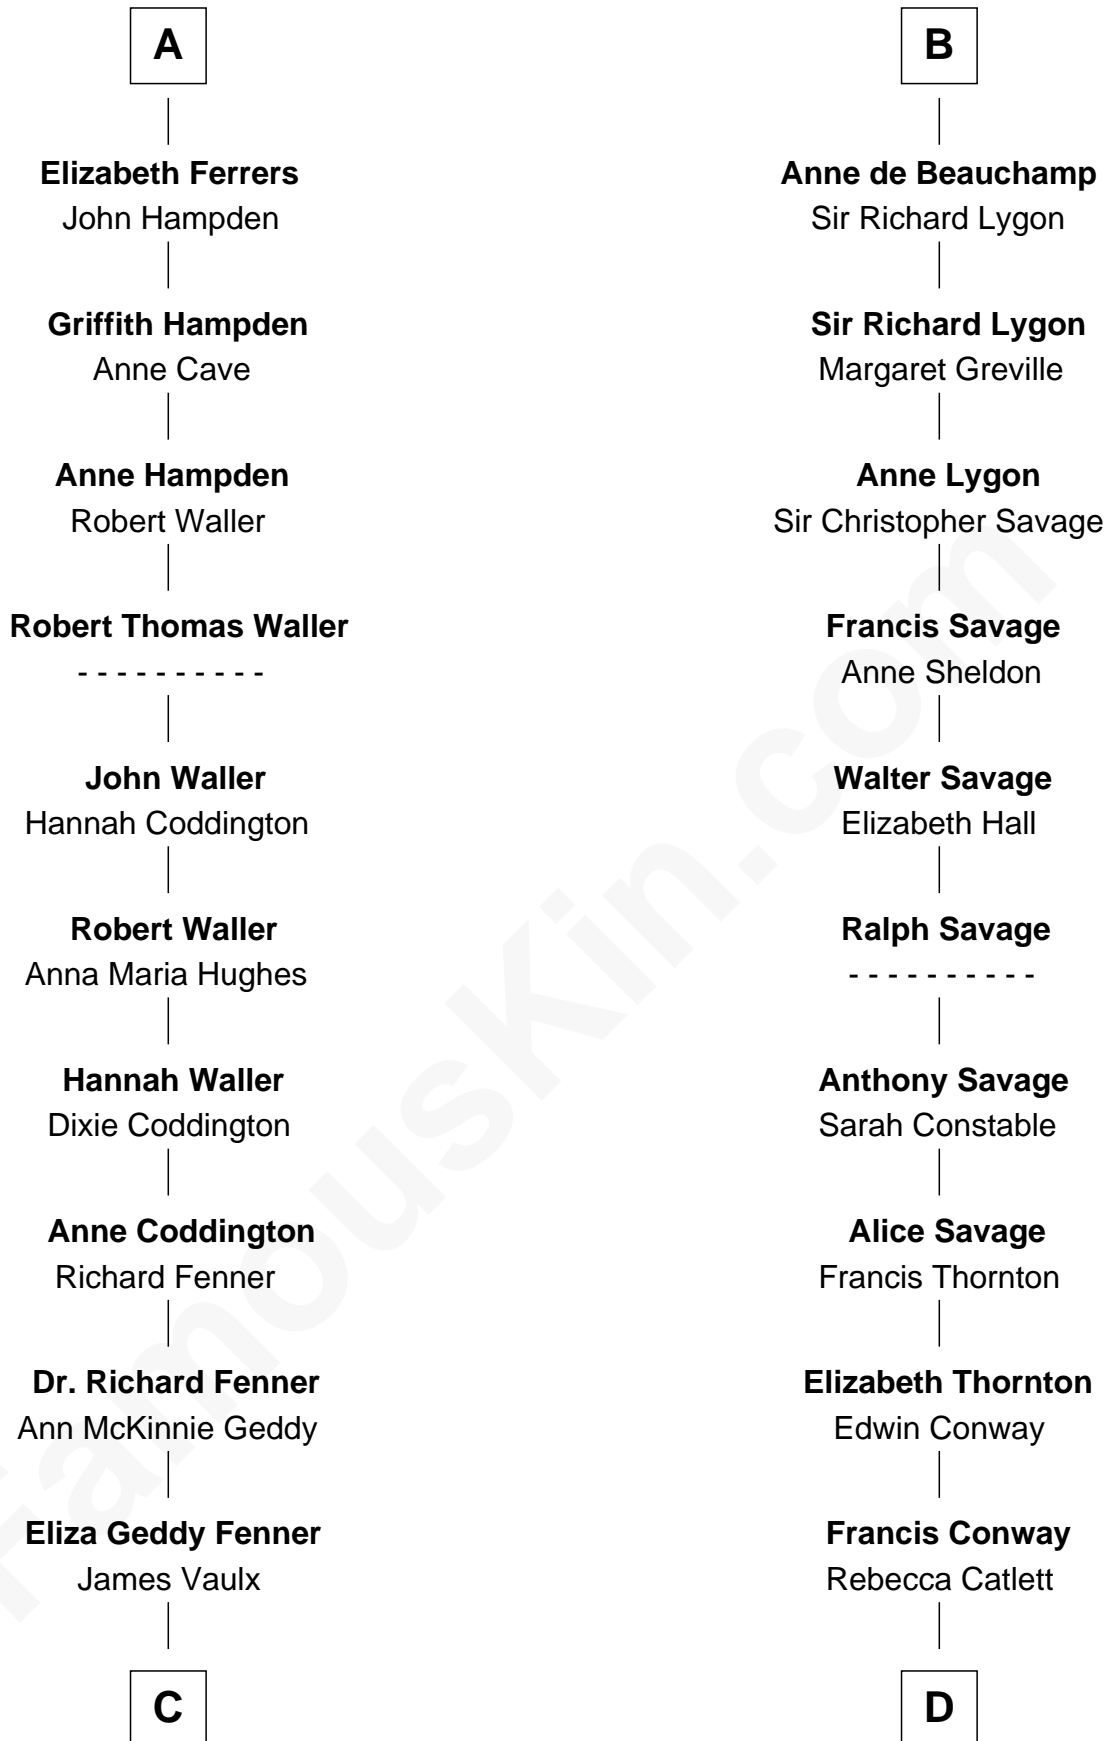 A
Elizabeth Ferrers
John Hampden
Griffith Hampden
Anne Cave
Anne Hampden
Robert Waller
Robert Thomas Waller
- - - - - - - - - -
John Waller
Hannah Coddington
Robert Waller
Anna Maria Hughes
Hannah Waller
Dixie Coddington
Anne Coddington
Richard Fenner
Dr. Richard Fenner
Ann McKinnie Geddy
Eliza Geddy Fenner
James Vaulx
C
B
Anne de Beauchamp
Sir Richard Lygon
Sir Richard Lygon
Margaret Greville
Anne Lygon
Sir Christopher Savage
Francis Savage
Anne Sheldon
Walter Savage
Elizabeth Hall
Ralph Savage
- - - - - - - - - -
Anthony Savage
Sarah Constable
Alice Savage
Francis Thornton
Elizabeth Thornton
Edwin Conway
Francis Conway
Rebecca Catlett
D
FamousKin.com